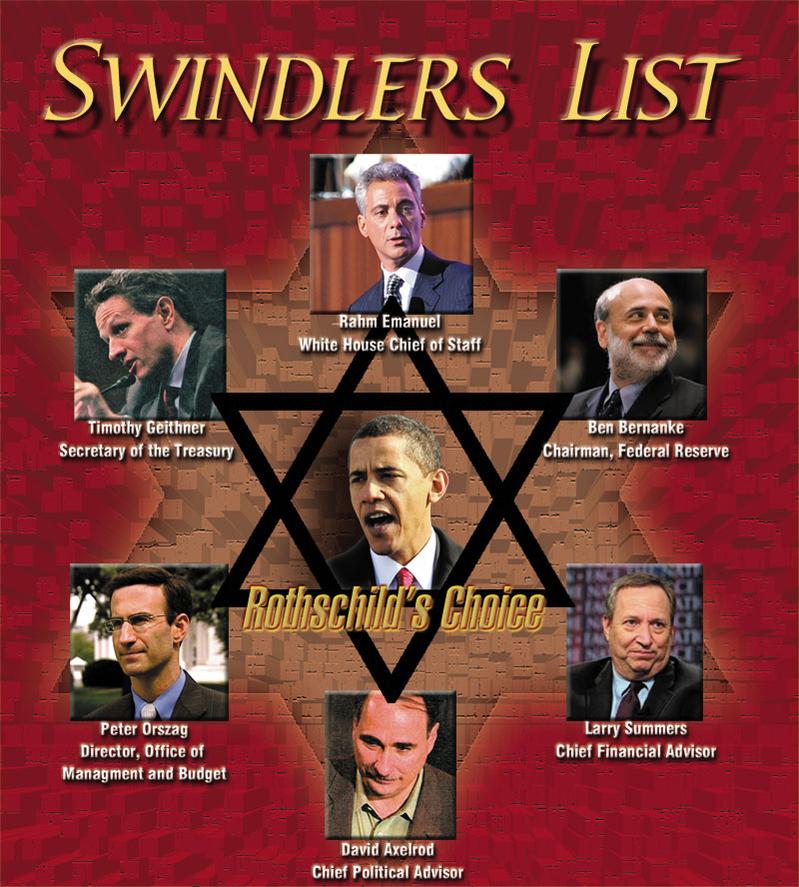 SWINDLERS LIST
Rahm Emanuel
White House Chief of Staff
Timothy Geithner
Secretary of the Treasury
Ben Bernanke
Chairman, Federal Reserve
Rothschild's Choice
Peter Orszag
Director, Office of
Managment and Budget
Larry Summers
Chief Financial Advisor
David Axelrod
Chief Political Advisor